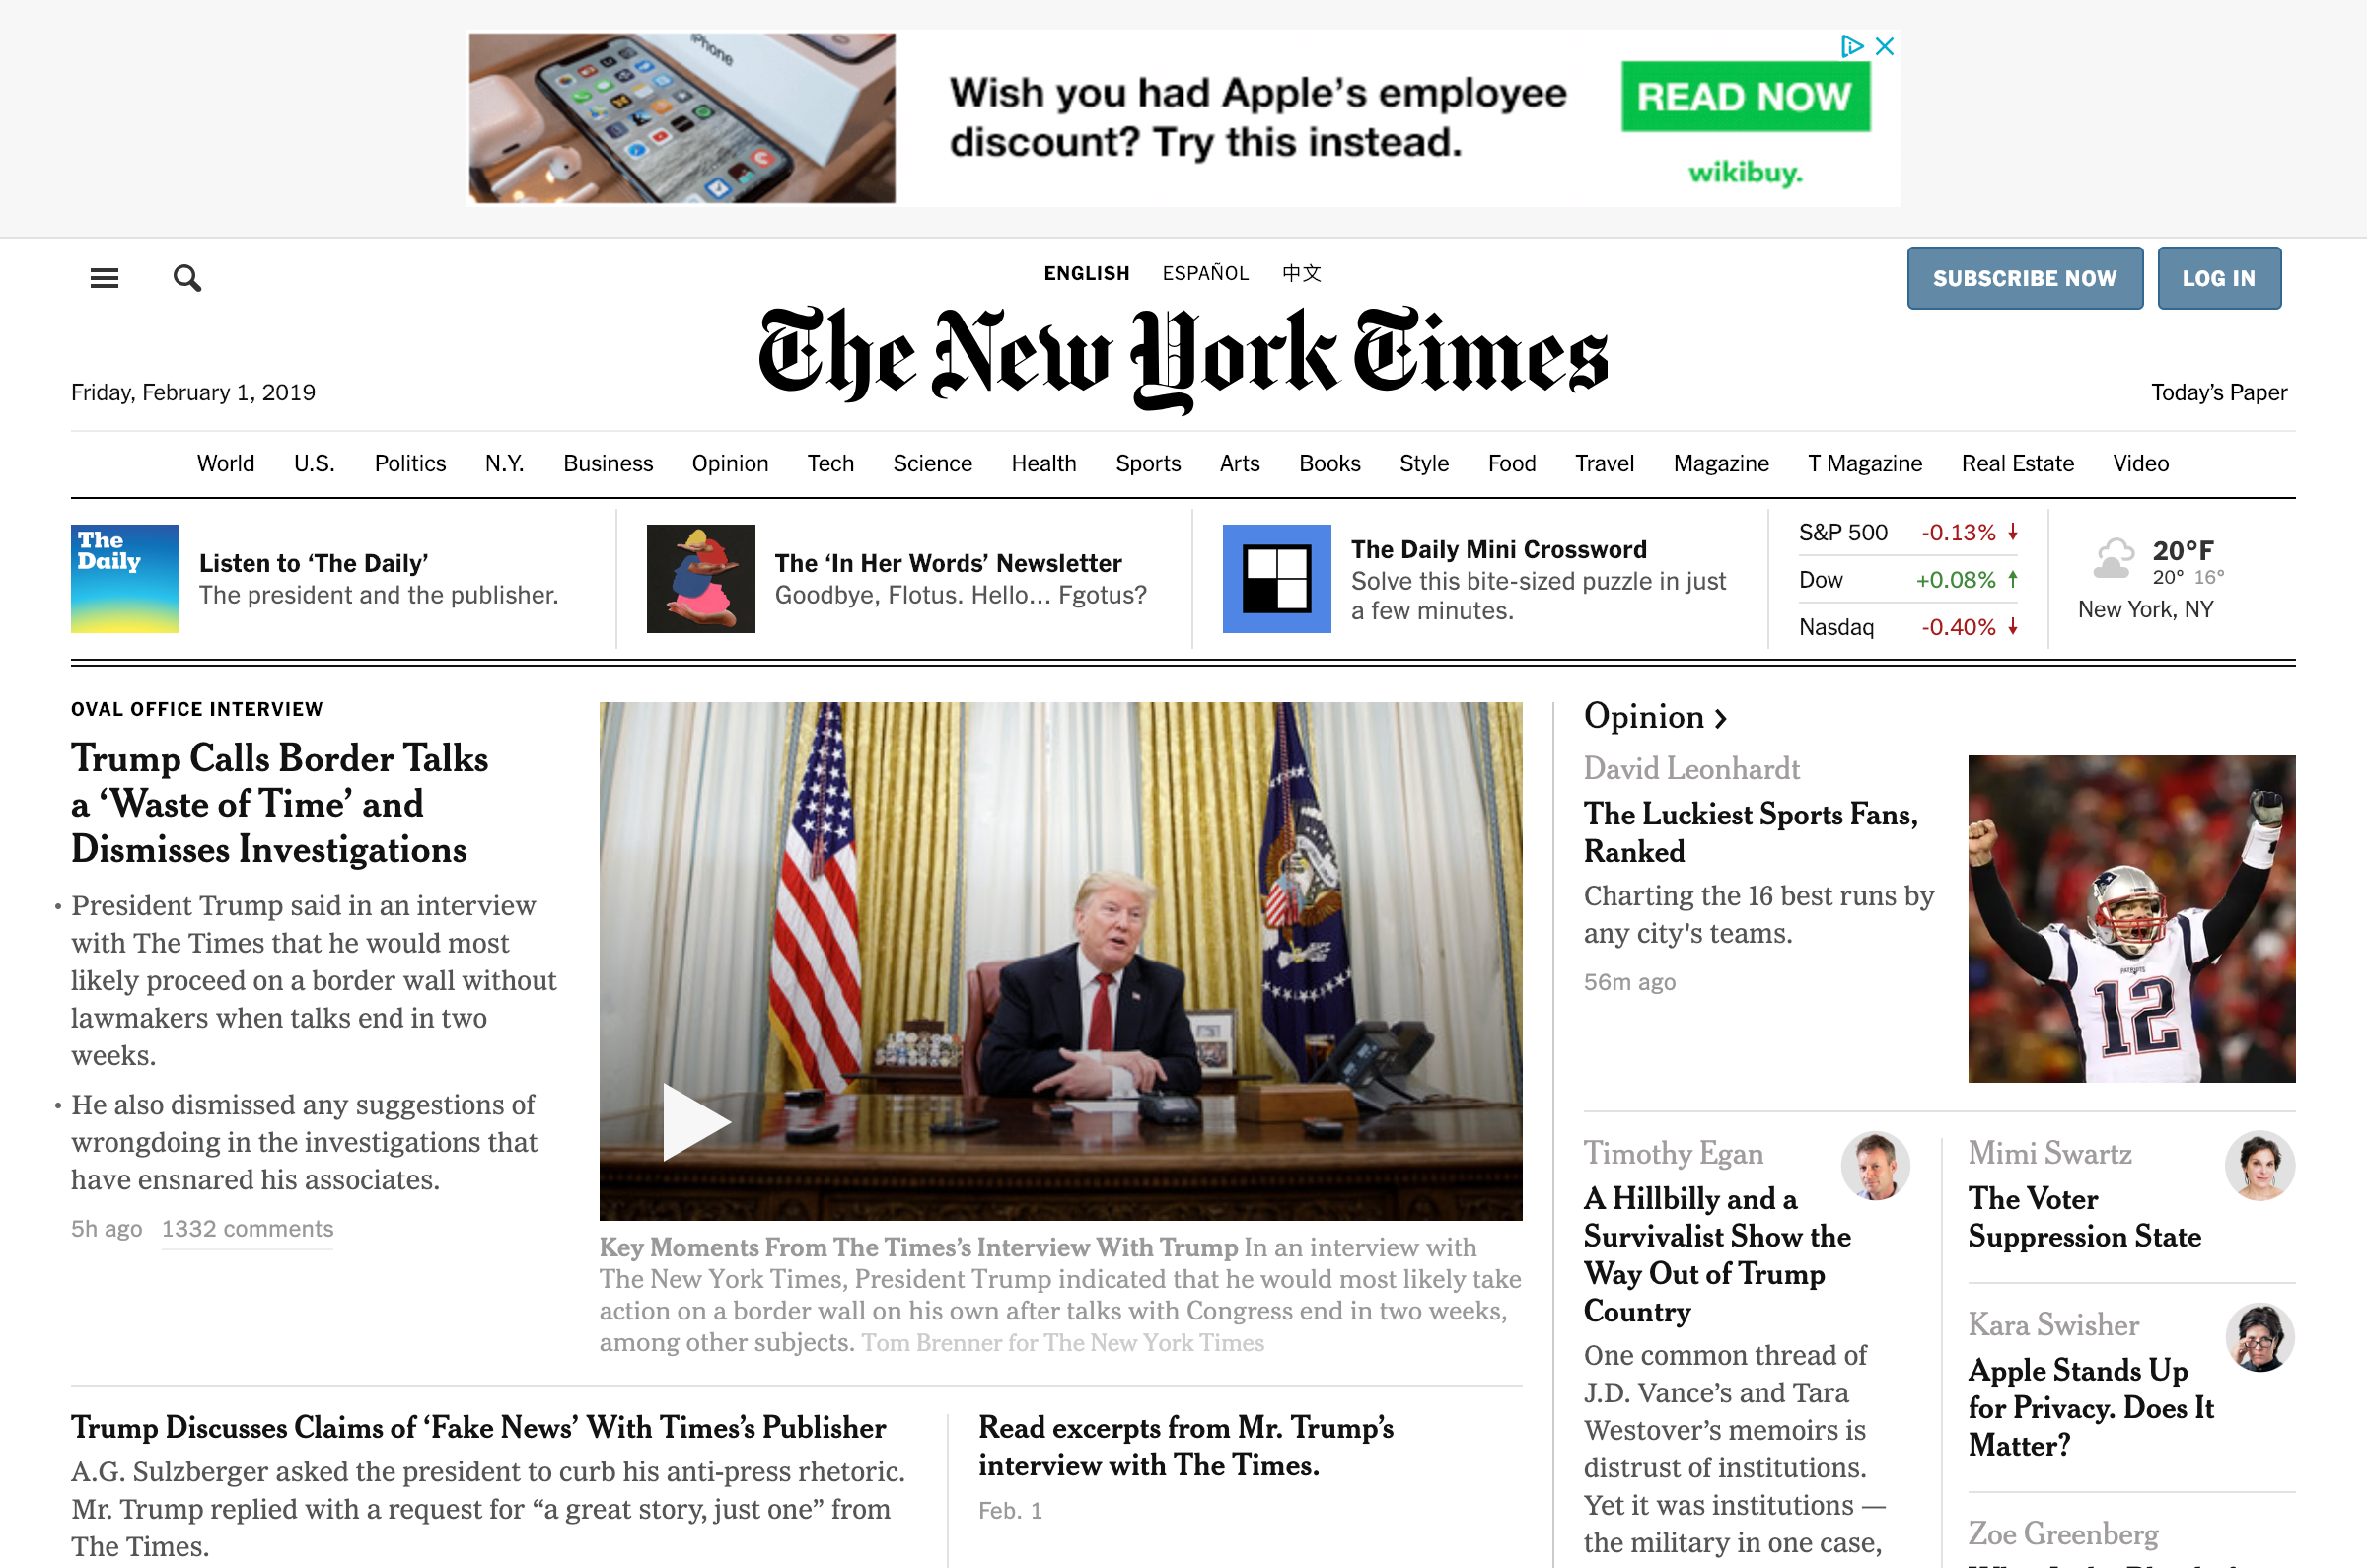 iPhone
Wish you had Apple’s employee
discount? Try this instead.
READ NOW
wikibuy.
ENGLISH ESPAÑOL 中文
SUBSCRIBE NOW
LOG IN
The New York Times
Friday, February 1, 2019
Today’s Paper
World U.S. Politics N.Y. Business Opinion Tech Science Health Sports Arts Books Style Food Travel Magazine T Magazine Real Estate Video
The
Daily
Listen to ‘The Daily’
The president and the publisher.
The ‘In Her Words’ Newsletter
Goodbye, Flotus. Hello... Fgotus?
The Daily Mini Crossword
Solve this bite-sized puzzle in just
a few minutes.
S&P 500 -0.13% ↓
Dow +0.08% ↑
Nasdaq -0.40% ↓
20°F
20° 16°
New York, NY
OVAL OFFICE INTERVIEW
Trump Calls Border Talks
a ‘Waste of Time’ and
Dismisses Investigations
• President Trump said in an interview
with The Times that he would most
likely proceed on a border wall without
lawmakers when talks end in two
weeks.
• He also dismissed any suggestions of
wrongdoing in the investigations that
have ensnared his associates.
5h ago 1332 comments
Key Moments From The Times’s Interview With Trump In an interview with
The New York Times, President Trump indicated that he would most likely take
action on a border wall on his own after talks with Congress end in two weeks,
among other subjects. Tom Brenner for The New York Times
Trump Discusses Claims of ‘Fake News’ With Times’s Publisher
A.G. Sulzberger asked the president to curb his anti-press rhetoric.
Mr. Trump replied with a request for “a great story, just one” from
The Times.
Read excerpts from Mr. Trump’s
interview with The Times.
Feb. 1
Opinion ›
David Leonhardt
The Luckiest Sports Fans,
Ranked
Charting the 16 best runs by
any city's teams.
56m ago
PATRIOTS
12
Timothy Egan
A Hillbilly and a
Survivalist Show the
Way Out of Trump
Country
One common thread of
J.D. Vance’s and Tara
Westover’s memoirs is
distrust of institutions.
Yet it was institutions —
the military in one case,
Mimi Swartz
The Voter
Suppression State
Kara Swisher
Apple Stands Up
for Privacy. Does It
Matter?
Zoe Greenberg